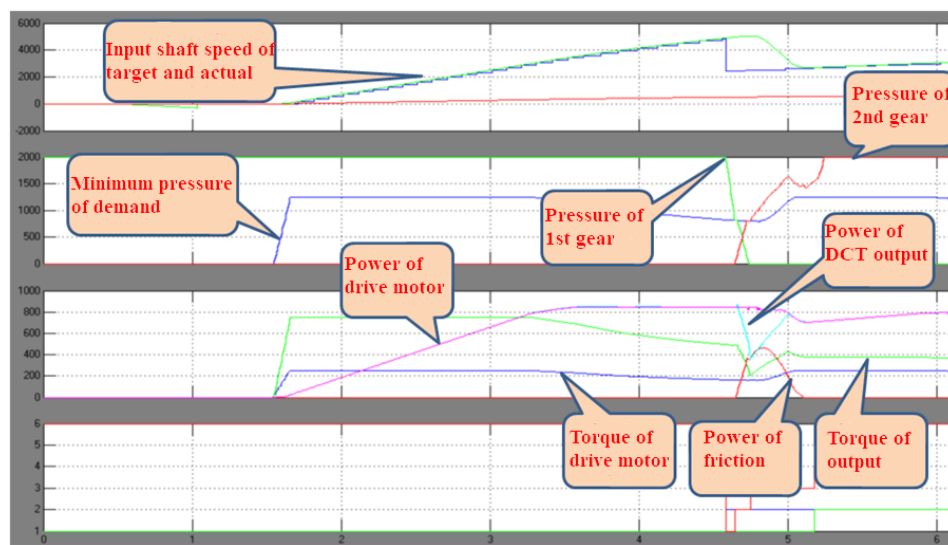 6000
4000
2000
0
-2000
Input shaft speed of
target and actual
Pressure of
2nd gear
2000
1500
1000
500
0
Minimum pressure
of demand
Pressure of
1st gear
Power of
drive motor
Power of
DCT output
1000
800
600
400
200
0
Torque of
drive motor
Power of
friction
Torque of
output
6
5
4
3
2
1
0
1
2
3
4
5
6